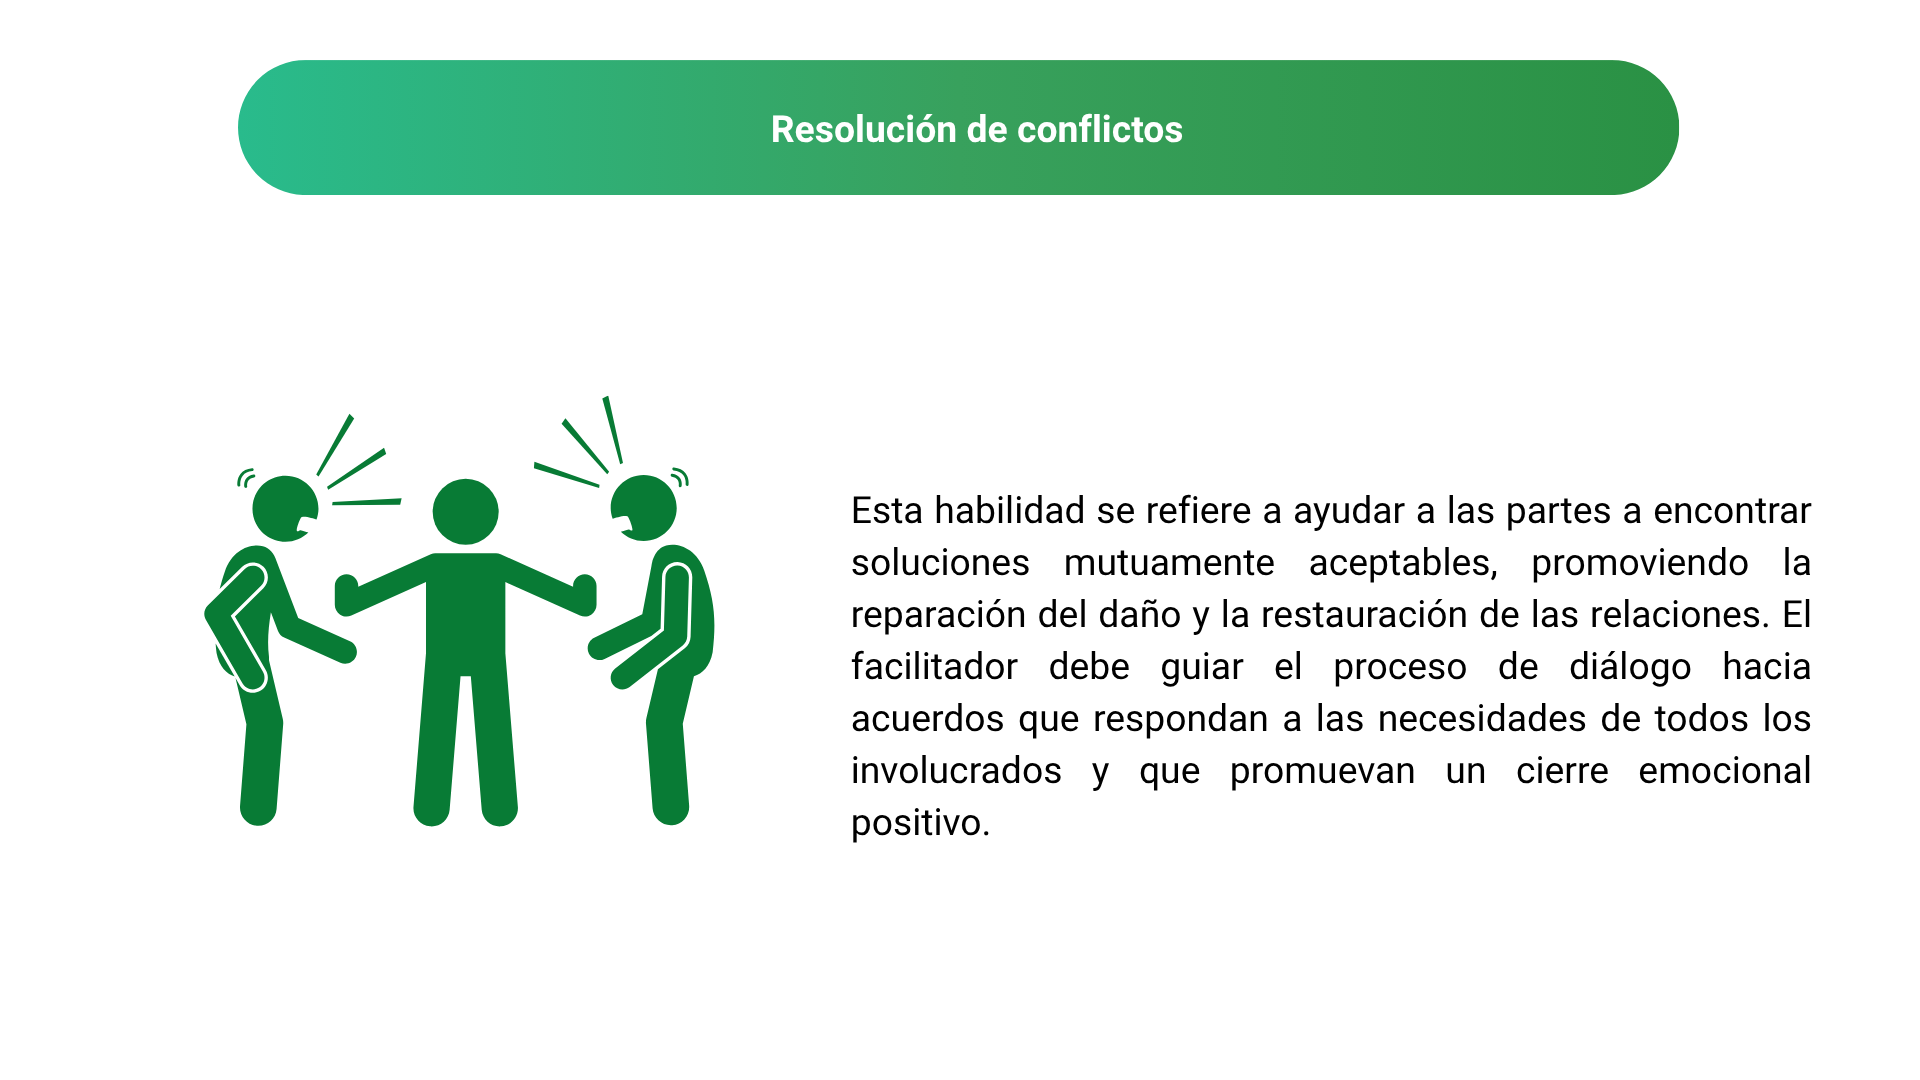 Resolución de conflictos
Esta habilidad se refiere a ayudar a las partes a encontrar
soluciones mutuamente aceptables, promoviendo la
reparación del daño y la restauración de las relaciones. El
facilitador debe guiar el proceso de diálogo hacia
acuerdos que respondan a las necesidades de todos los
involucrados y que promuevan un cierre emocional
positivo.